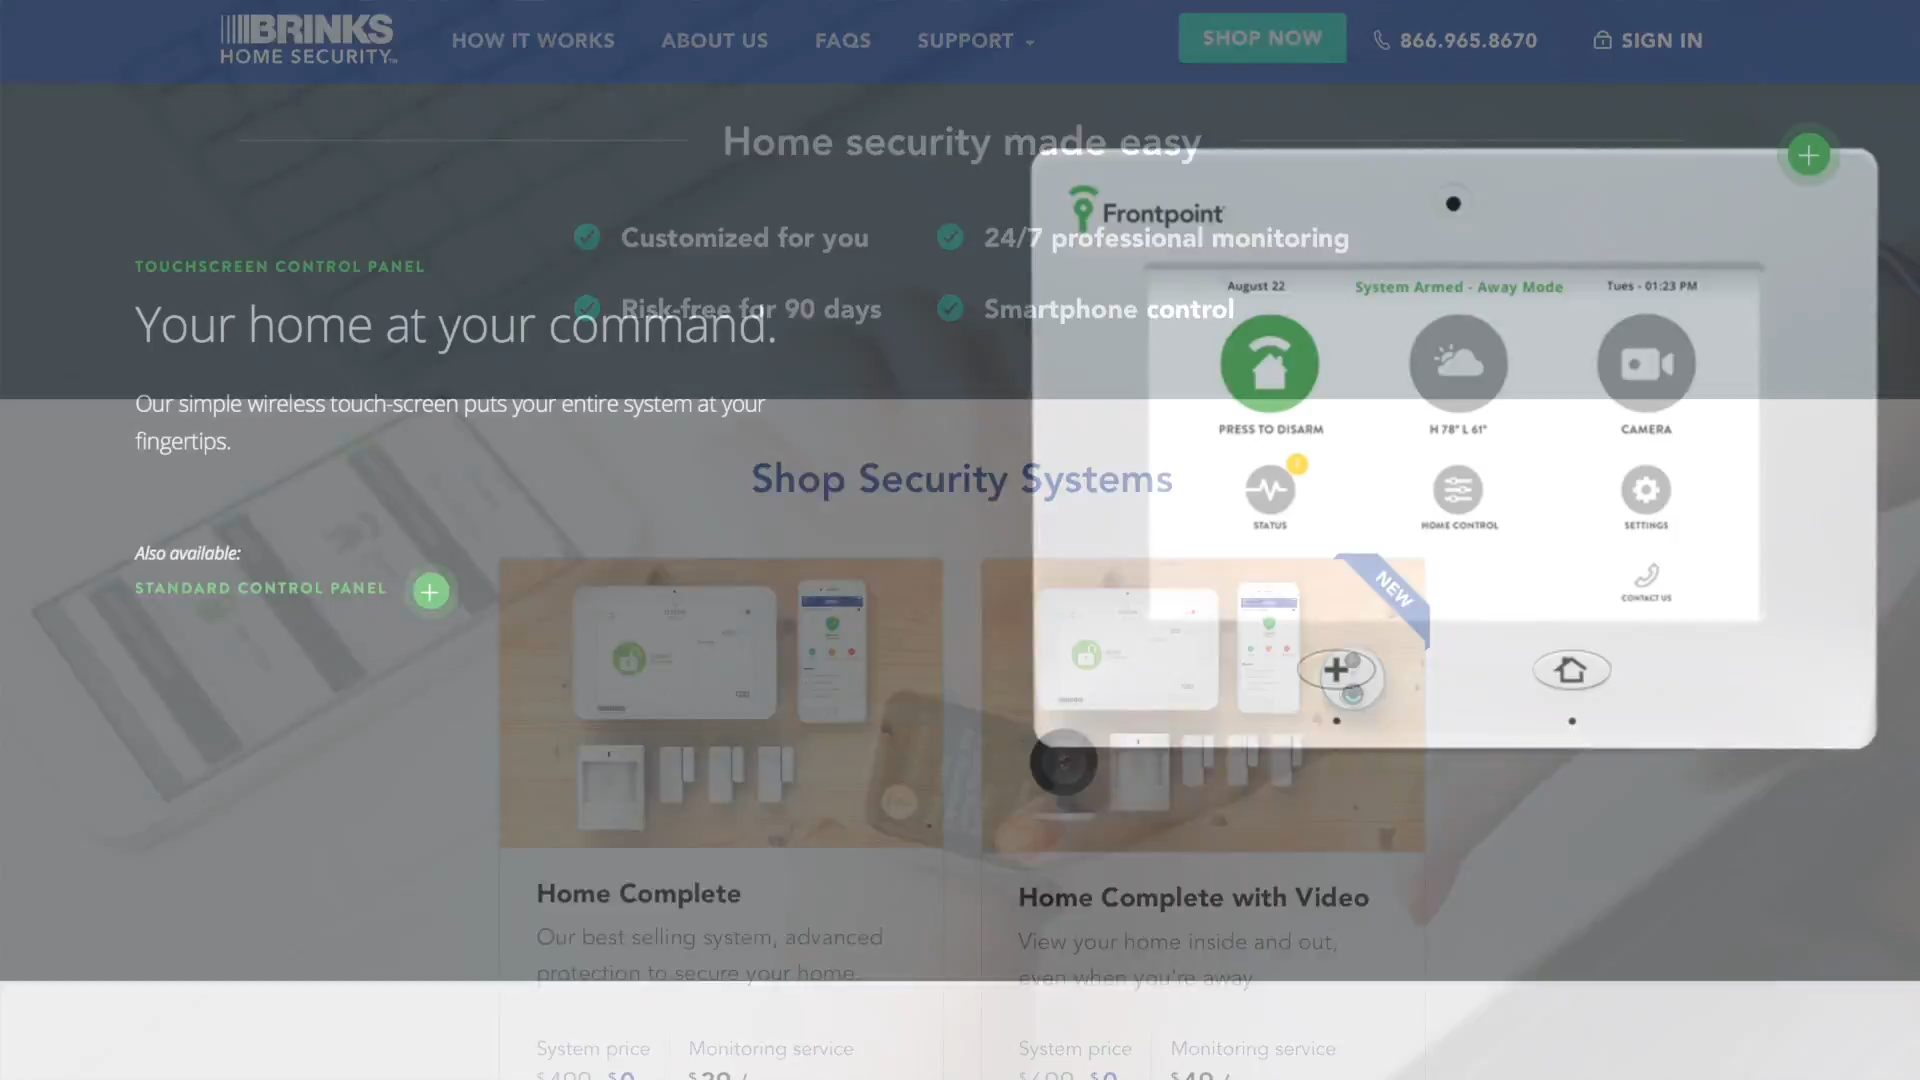 BRINKS
HOME SECURITY™
HOW IT WORKS
ABOUT US
FAQS
SUPPORT
SHOP NOW
866.965.8670
SIGN IN
Home security made easy
Customized for you
24/7 professional monitoring
Risk-free for 90 days
Smartphone control
TOUCHSCREEN CONTROL PANEL
Your home at your command.
Our simple wireless touch-screen puts your entire system at your
fingertips.
Also available:
STANDARD CONTROL PANEL
Frontpoint
August 22
System Armed - Away Mode
Tues - 01:23 PM
PRESS TO DISARM
H 78° L 61°
CAMERA
STATUS
HOME CONTROL
SETTINGS
CONTACT US
Shop Security Systems
NEW
Home Complete
Our best selling system, advanced
protection to secure your home.
Home Complete with Video
View your home inside and out,
even when you're away
System price
Monitoring service
System price
Monitoring service